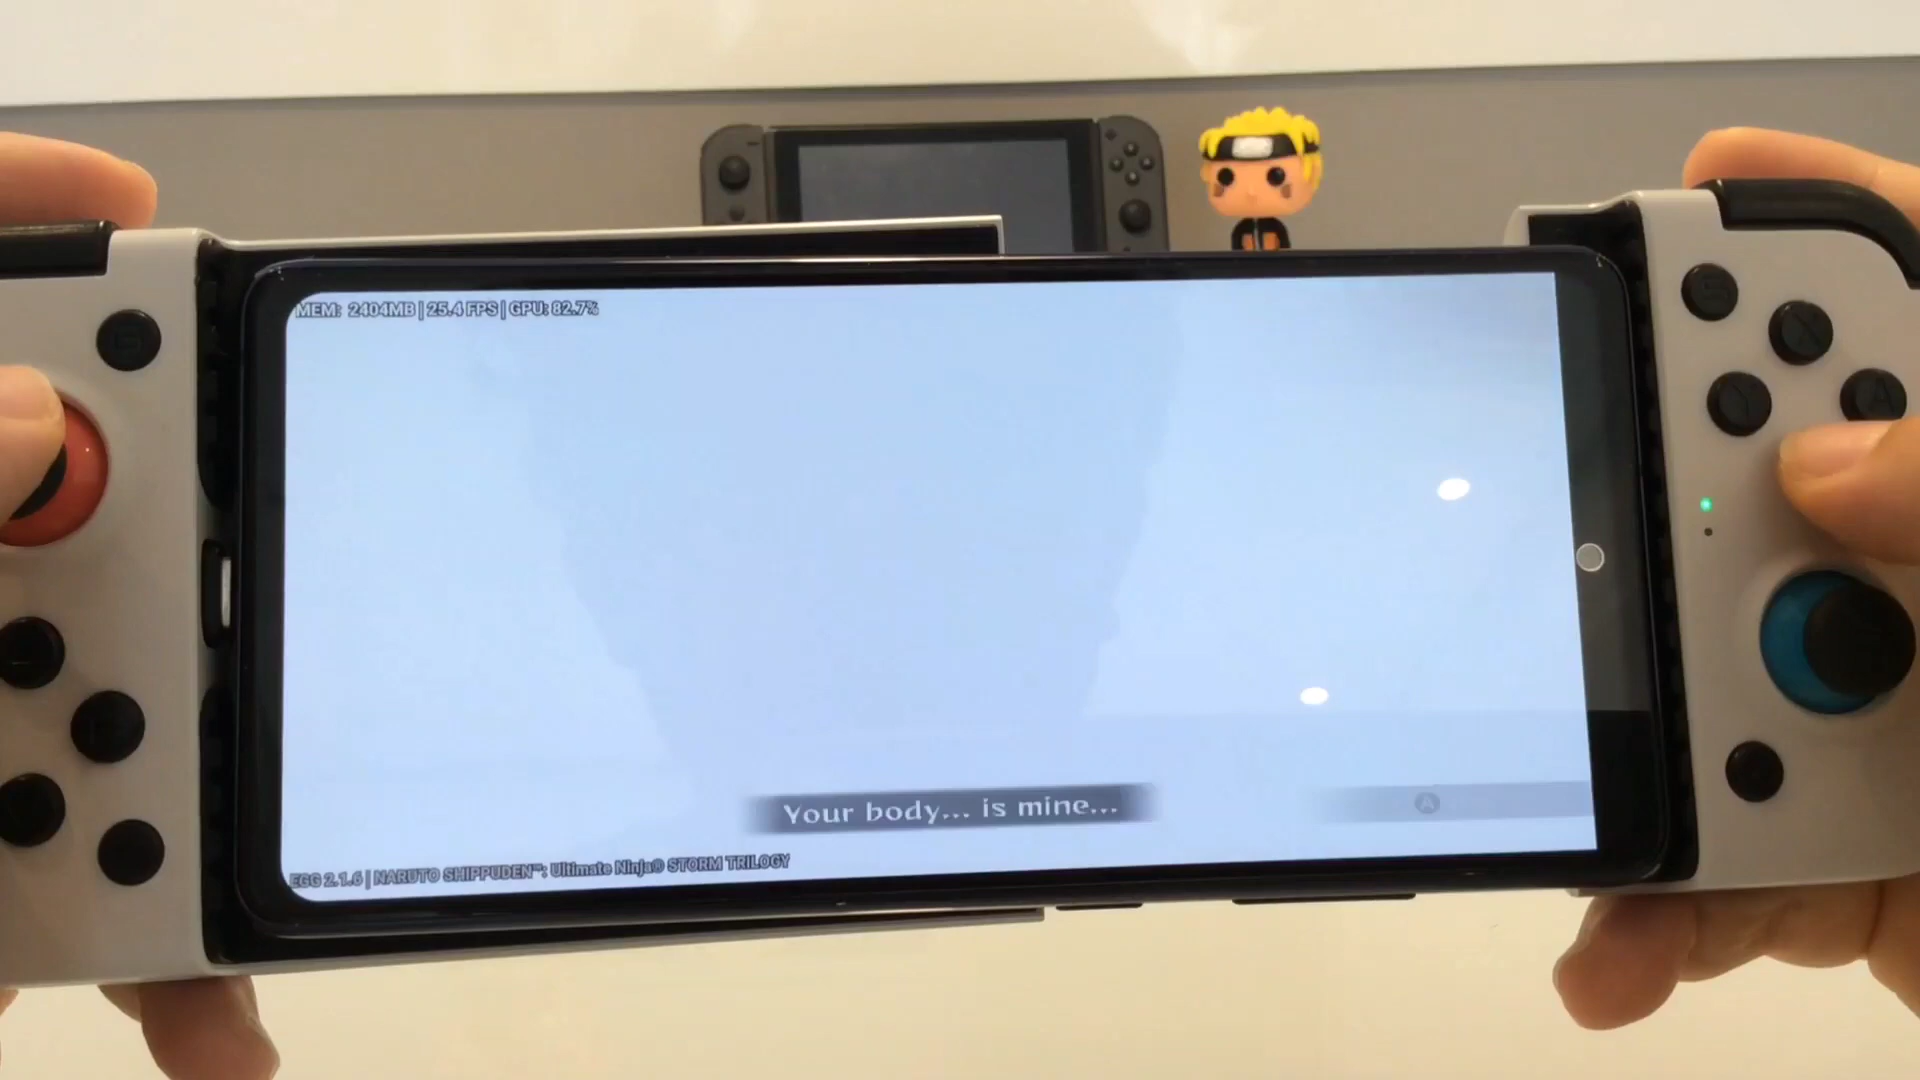 MEM: 2404MB | 25.4 FPS | GPU: 82.7%
Your body... is mine...
A
EGG 2.1.6 | NARUTO SHIPPUDEN™: Ultimate Ninja® STORM TRILOGY
A